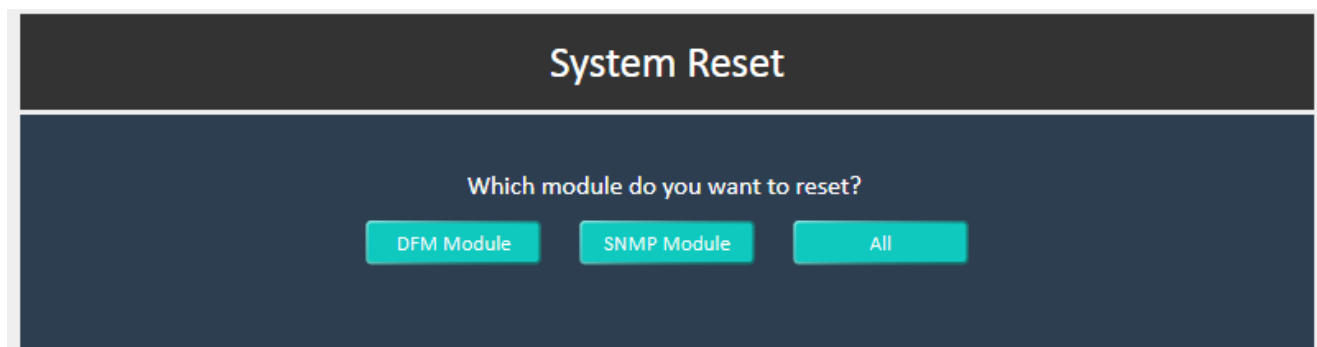 System Reset
Which module do you want to reset?
DFM Module SNMP Module All